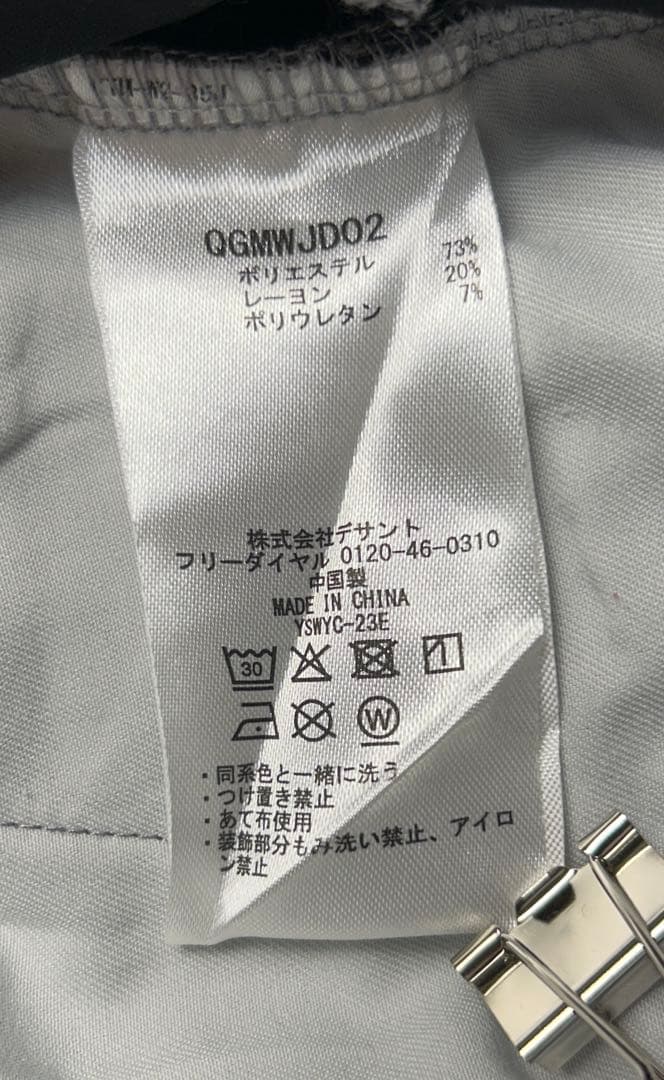 QGMWJD02
ポリエステル 73%
レーヨン 20%
ポリウレタン 7%
株式会社デサント
フリーダイヤル 0120-46-0310
中国製
MADE IN CHINA
YSWYC-23E
30
W
・同系色と一緒に洗う
・つけ置き禁止
・あて布使用
・装飾部分もみ洗い禁止、アイロ
ン禁止